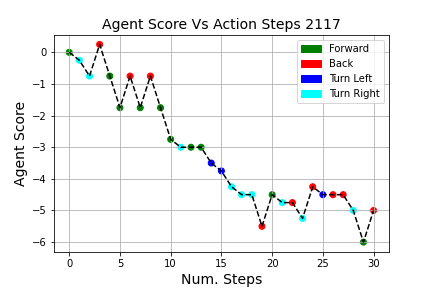 Agent Score Vs Action Steps 2117
Forward
Back
Turn Left
Turn Right
0
−1
−2
−3
−4
−5
−6
Agent Score
0 5 10 15 20 25 30
Num. Steps